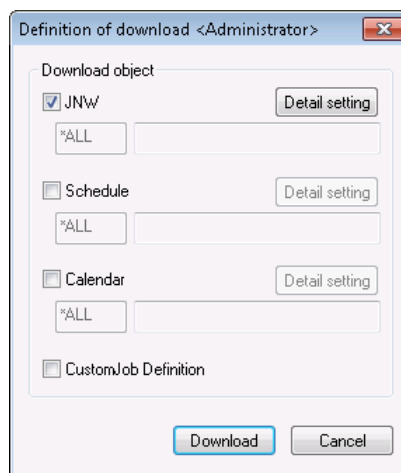 Definition of download <Administrator>
Download object
JNW
Detail setting
*ALL
Schedule
Detail setting
*ALL
Calendar
Detail setting
*ALL
CustomJob Definition
Download
Cancel